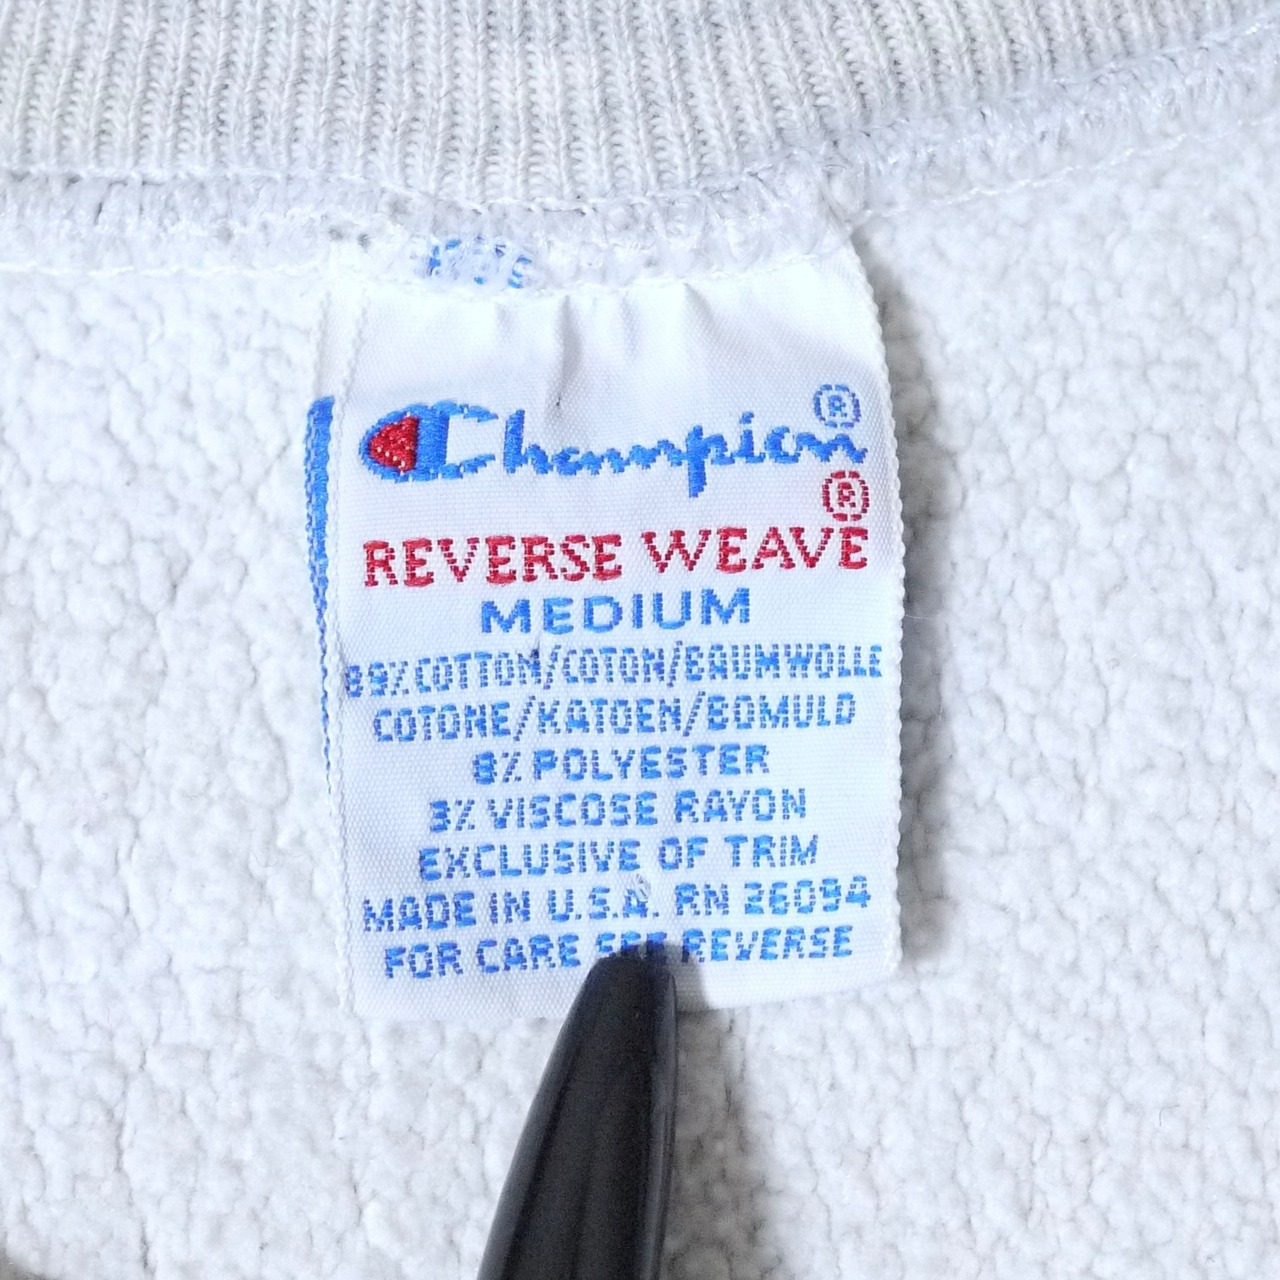 Champion®
REVERSE WEAVE®
MEDIUM
89% COTTON/COTON/BAUMWOLLE
COTONE/KATOEN/BOMULD
8% POLYESTER
3% VISCOSE RAYON
EXCLUSIVE OF TRIM
MADE IN U.S.A. RN 26094
FOR CARE SEE REVERSE